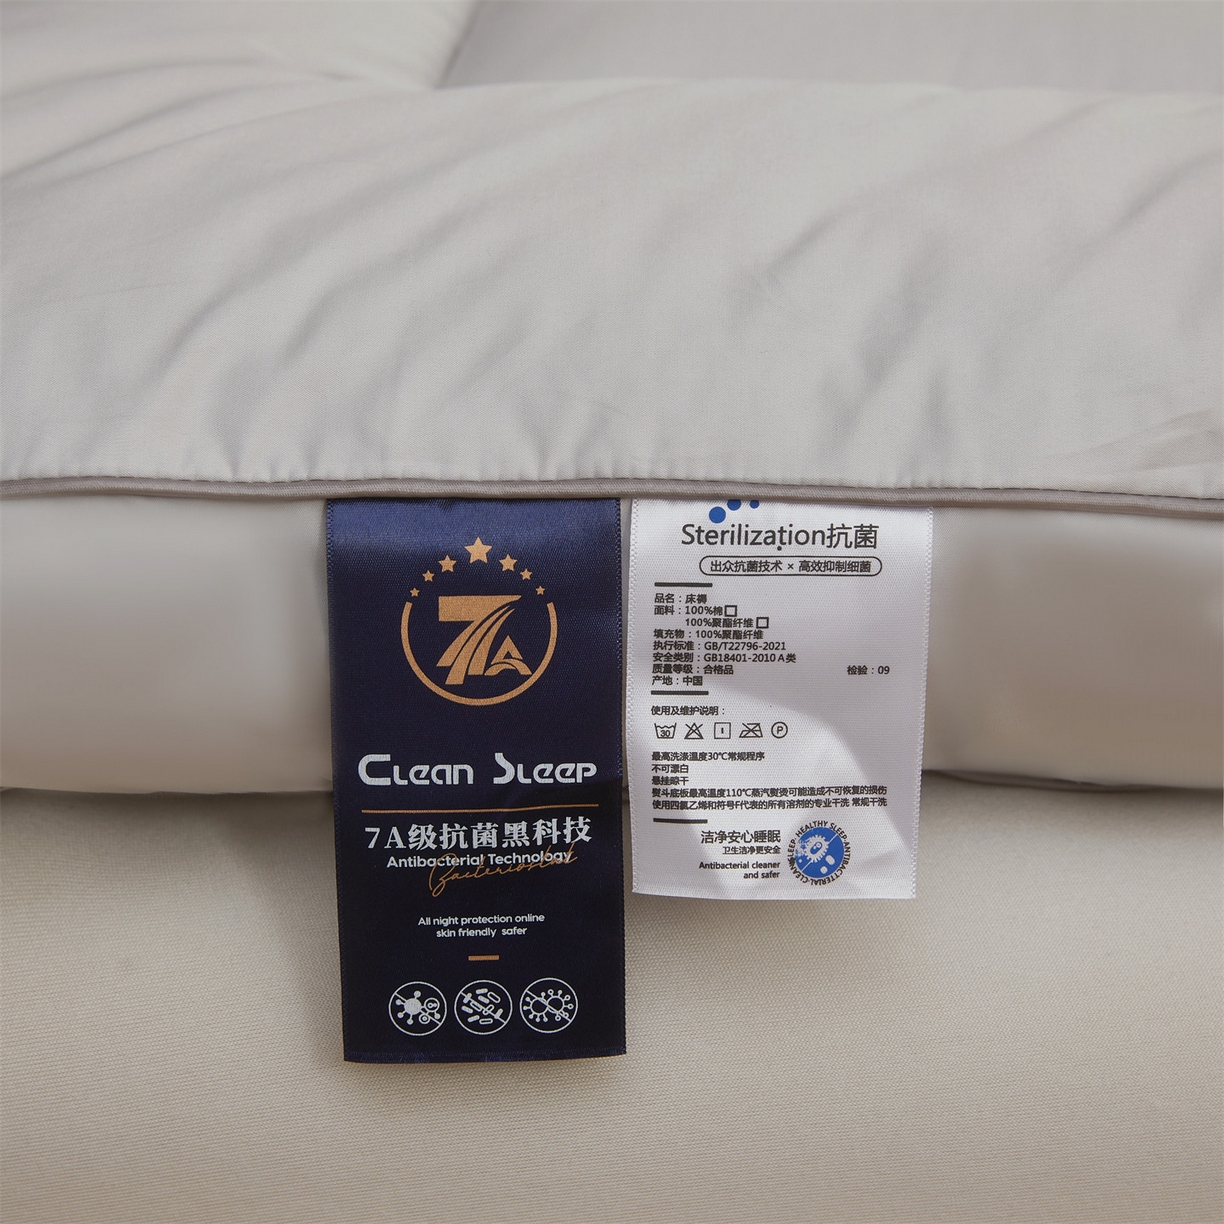 7A
Clean Sleep
7A级抗菌黑科技
Antibacterial Technology
Bacteriostat
All night protection online
skin friendly safer
Sterilization抗菌
出众抗菌技术 × 高效抑制细菌
品名：床褥
面料：100%棉□
100%聚酯纤维□
填充物：100%聚酯纤维
执行标准：GB/T22796-2021
安全类别：GB18401-2010 A类
质量等级：合格品 检验：09
产地：中国
使用及维护说明：
30 P
最高洗涤温度30℃常规程序
不可漂白
悬挂晾干
熨斗底板最高温度110℃蒸汽熨烫可能造成不可恢复的损伤
使用四氯乙烯和符号F代表的所有溶剂的专业干洗 常规干洗
洁净安心睡眠
卫生洁净更安全
Antibacterial cleaner
and safer
HEALTHY SLEEP·ANTIBACTERIAL·CLEAN SLEEP·